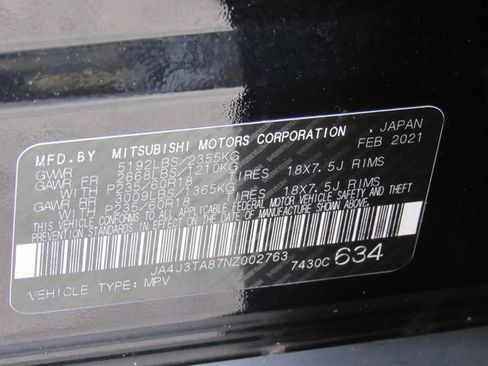 MFD.BY MITSUBISHI MOTORS CORPORATION , JAPAN
GVWR 5192LBS/2355KG FEB 2021
GAWR FR 2668LBS/1210KG
WITH P235/60R18 TIRES 18X7.5J RIMS
GAWR RR 3009LBS/1365KG
WITH P235/60R18 TIRES 18X7.5J RIMS
THIS VEHICLE CONFORMS TO ALL APPLICABLE FEDERAL
MOTOR VEHICLE SAFETY, BUMPER, AND THEFT
PREVENTION STANDARDS IN EFFECT ON THE DATE OF MANUFACTURE SHOWN ABOVE.
JA4J3TA87NZ002763
VEHICLE TYPE: MPV 7430C 634